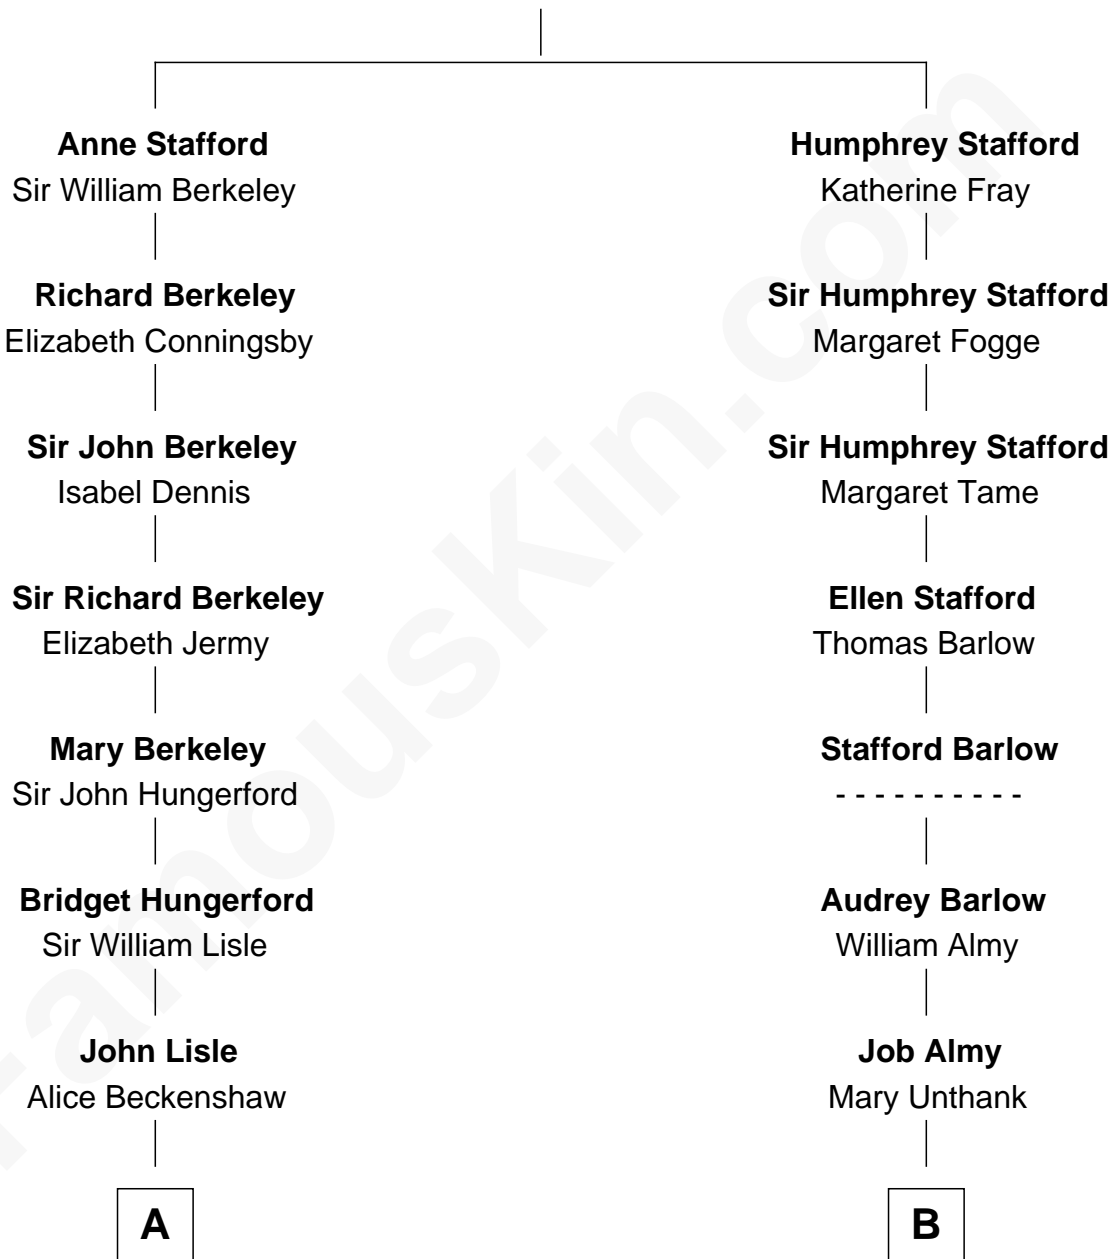 Anne Stafford
Sir William Berkeley
Richard Berkeley
Elizabeth Conningsby
Sir John Berkeley
Isabel Dennis
Sir Richard Berkeley
Elizabeth Jermy
Mary Berkeley
Sir John Hungerford
Bridget Hungerford
Sir William Lisle
John Lisle
Alice Beckenshaw
A
Humphrey Stafford
Katherine Fray
Sir Humphrey Stafford
Margaret Fogge
Sir Humphrey Stafford
Margaret Tame
Ellen Stafford
Thomas Barlow
Stafford Barlow
- - - - - - - - - -
Audrey Barlow
William Almy
Job Almy
Mary Unthank
B
FamousKin.com